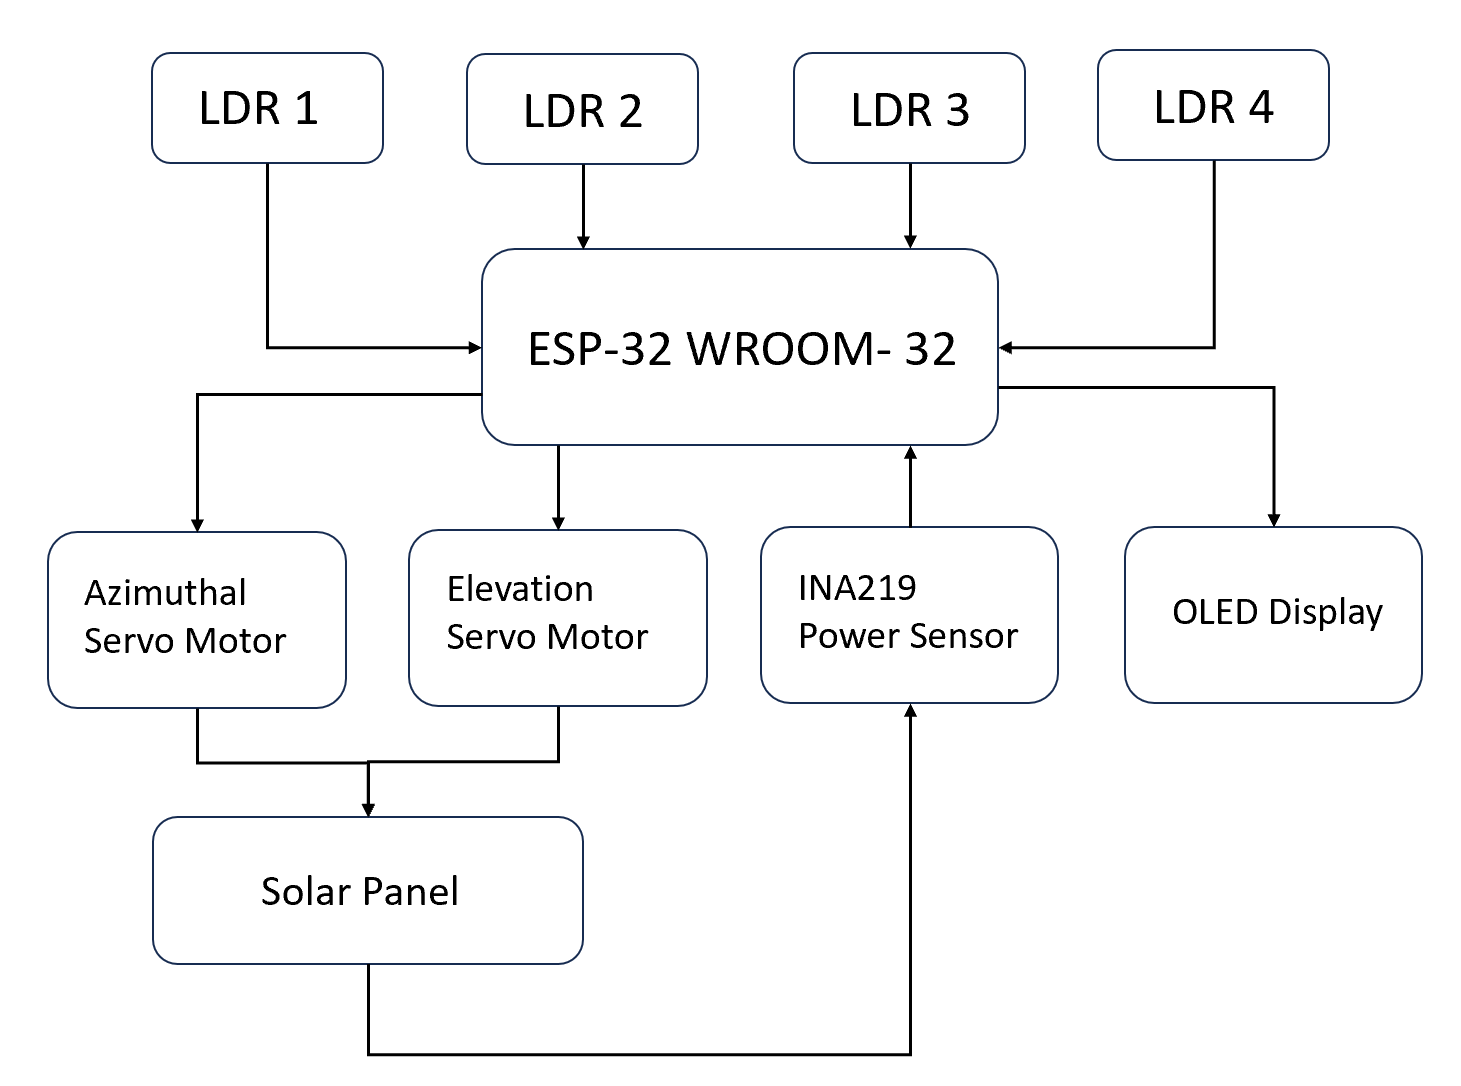 LDR 1
LDR 2
LDR 3
LDR 4
ESP-32 WROOM- 32
Azimuthal
Servo Motor
Elevation
Servo Motor
INA219
Power Sensor
OLED Display
Solar Panel